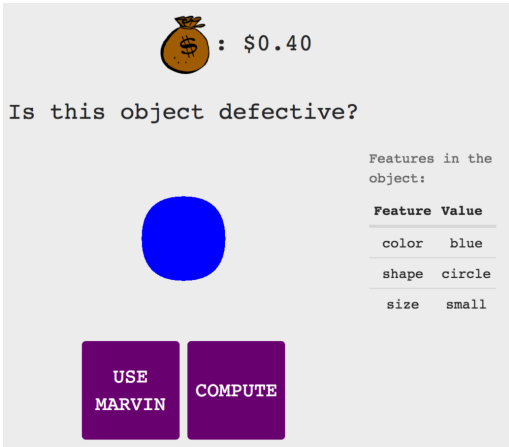 $ : $0.40
Is this object defective?
Features in the
object:
Feature Value
color blue
shape circle
size small
USE
MARVIN
COMPUTE